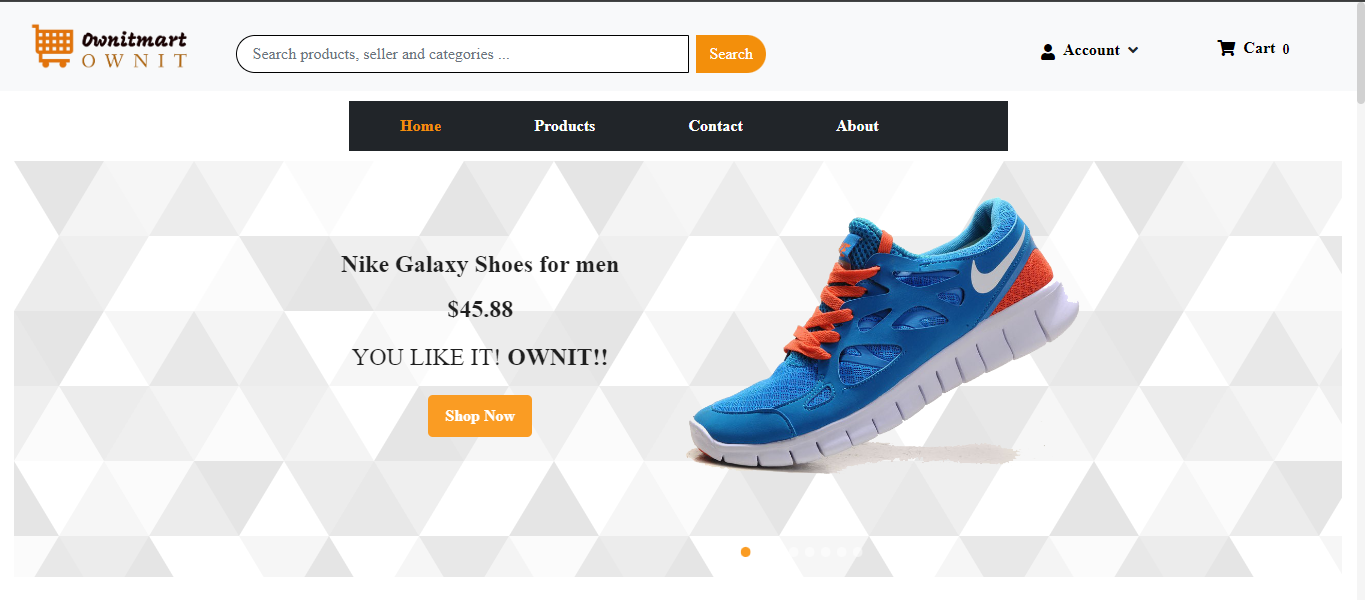 Ownitmart
OWNIT
Search products, seller and categories ...
Search
Account
Cart 0
Home
Products
Contact
About
Nike Galaxy Shoes for men
$45.88
YOU LIKE IT! OWNIT!!
Shop Now